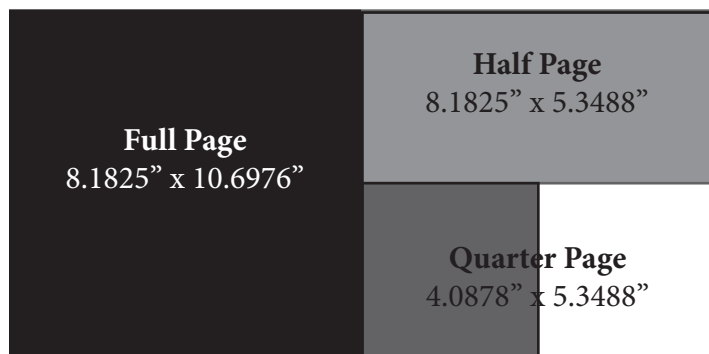 Full Page
8.1825” x 10.6976”
Half Page
8.1825” x 5.3488”
Quarter Page
4.0878” x 5.3488”